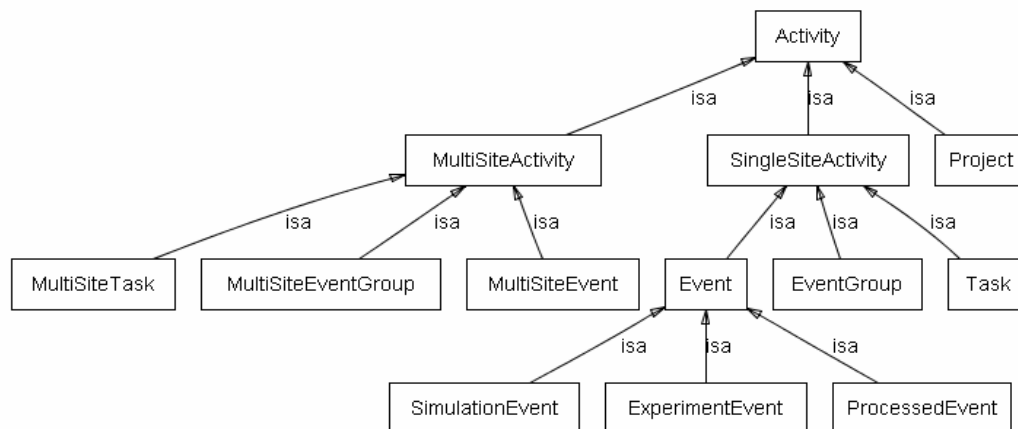 Activity
isa
isa
isa
MultiSiteActivity
SingleSiteActivity
Project
isa
isa
isa
isa
isa
isa
MultiSiteTask
MultiSiteEventGroup
MultiSiteEvent
Event
EventGroup
Task
isa
isa
isa
SimulationEvent
ExperimentEvent
ProcessedEvent